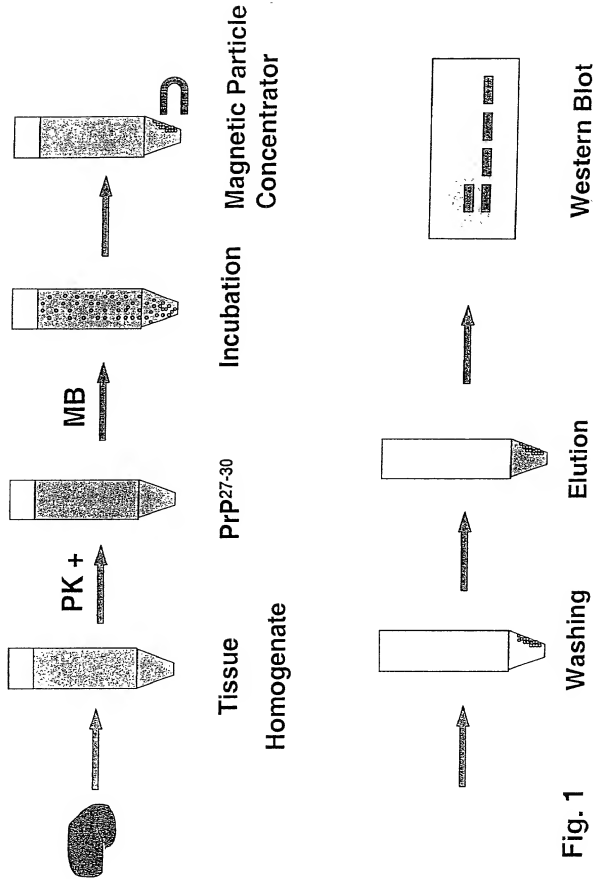 PK +
MB
Tissue
Homogenate
PrP27-30
Incubation
Magnetic Particle
Concentrator
Washing
Elution
Western Blot
Fig. 1